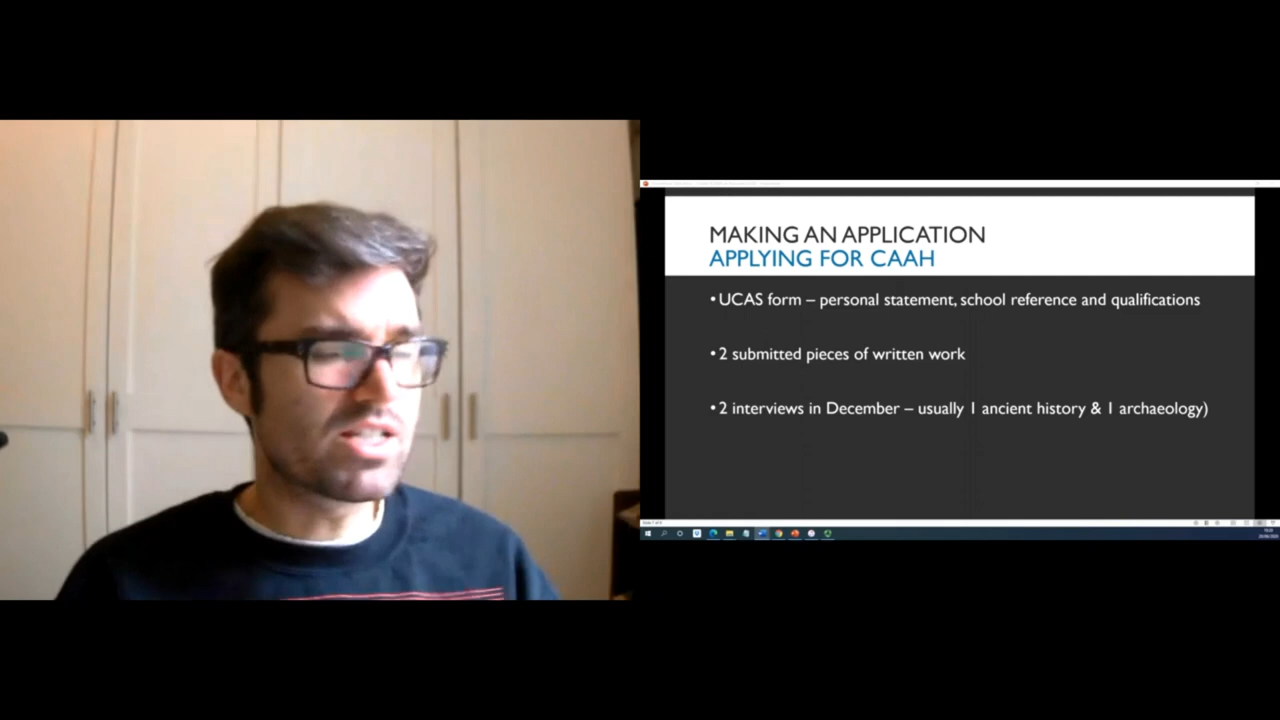 MAKING AN APPLICATION
APPLYING FOR CAAH
•UCAS form – personal statement, school reference and qualifications
•2 submitted pieces of written work
•2 interviews in December – usually 1 ancient history & 1 archaeology)